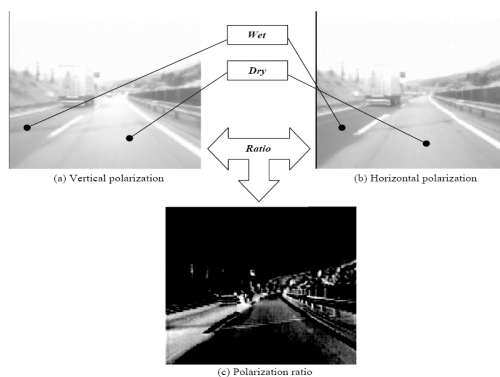 Wet
Dry
Ratio
(a) Vertical polarization
(b) Horizontal polarization
(c) Polarization ratio